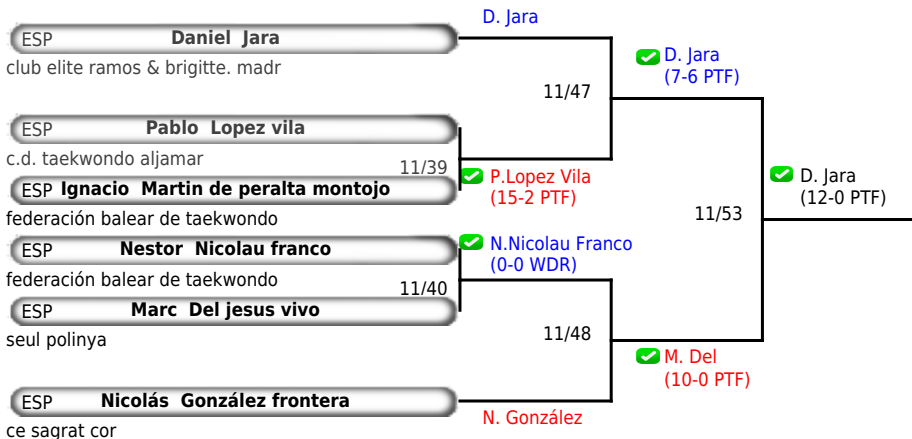 D. Jara
ESP Daniel Jara
club elite ramos & brigitte. madr
D. Jara
(7-6 PTF)
11/47
ESP Pablo Lopez vila
c.d. taekwondo aljamar
11/39
P.Lopez Vila
(15-2 PTF)
ESP Ignacio Martin de peralta montojo
federación balear de taekwondo
D. Jara
(12-0 PTF)
11/53
ESP Nestor Nicolau franco
federación balear de taekwondo
N.Nicolau Franco
(0-0 WDR)
11/40
ESP Marc Del jesus vivo
seul polinya
11/48
M. Del
(10-0 PTF)
ESP Nicolás González frontera
ce sagrat cor
N. González